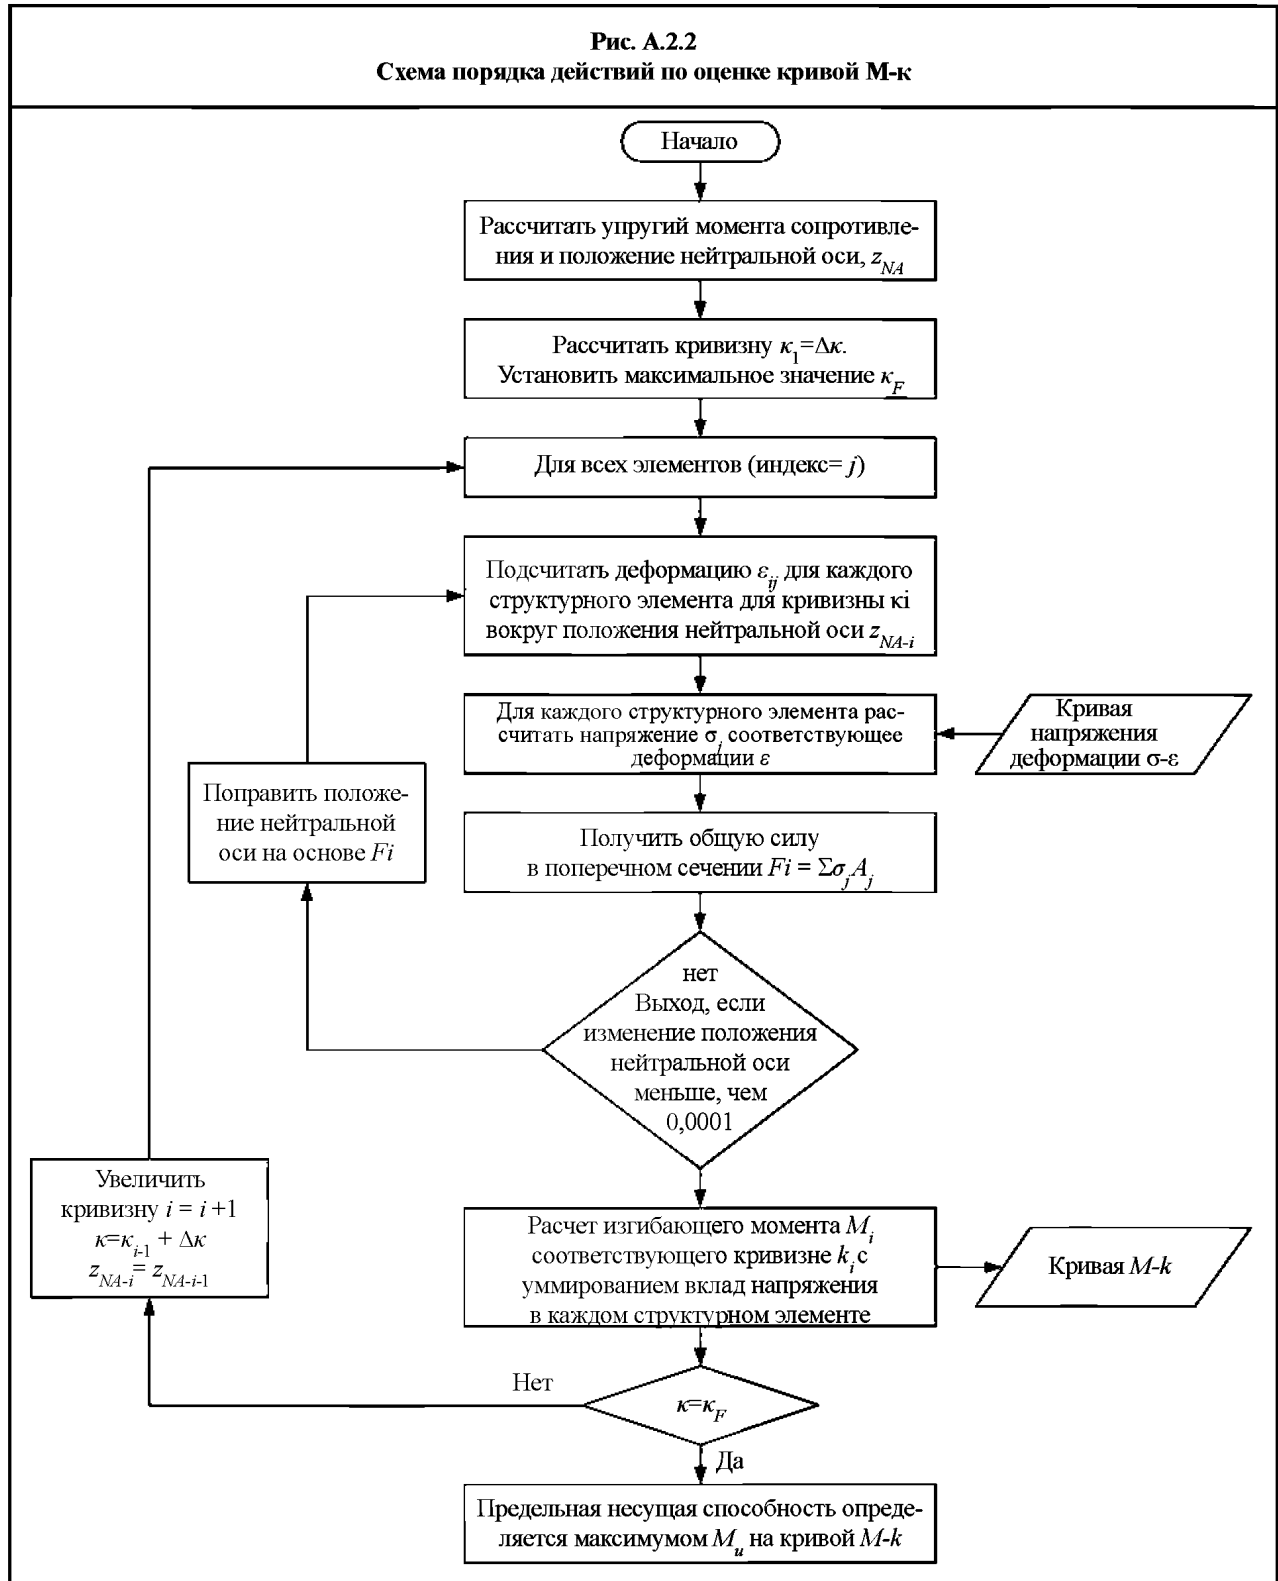 Рис. А.2.2
Схема порядка действий по оценке кривой М-к
Начало
Рассчитать упругий момента сопротивле-
ния и положение нейтральной оси, z_NA
Рассчитать кривизну κ_1=Δκ.
Установить максимальное значение κ_F
Для всех элементов (индекс= j)
Подсчитать деформацию ε_ij для каждого
структурного элемента для кривизны κi
вокруг положения нейтральной оси z_NA-i
Для каждого структурного элемента рас-
считать напряжение σ_j соответствующее
деформации ε
Кривая
напряжения
деформации σ-ε
Поправить положе-
ние нейтральной
оси на основе Fi
Получить общую силу
в поперечном сечении Fi = Σσ_j A_j
нет
Выход, если
изменение положения
нейтральной оси
меньше, чем
0,0001
Увеличить
кривизну i = i +1
κ=κ_i-1 + Δκ
z_NA-i= z_NA-i-1
Расчет изгибающего момента M_i
соответствующего кривизне k_i с
уммированием вклад напряжения
в каждом структурном элементе
Кривая M-k
Нет
κ=κ_F
Да
Предельная несущая способность опреде-
ляется максимумом M_u на кривой M-k